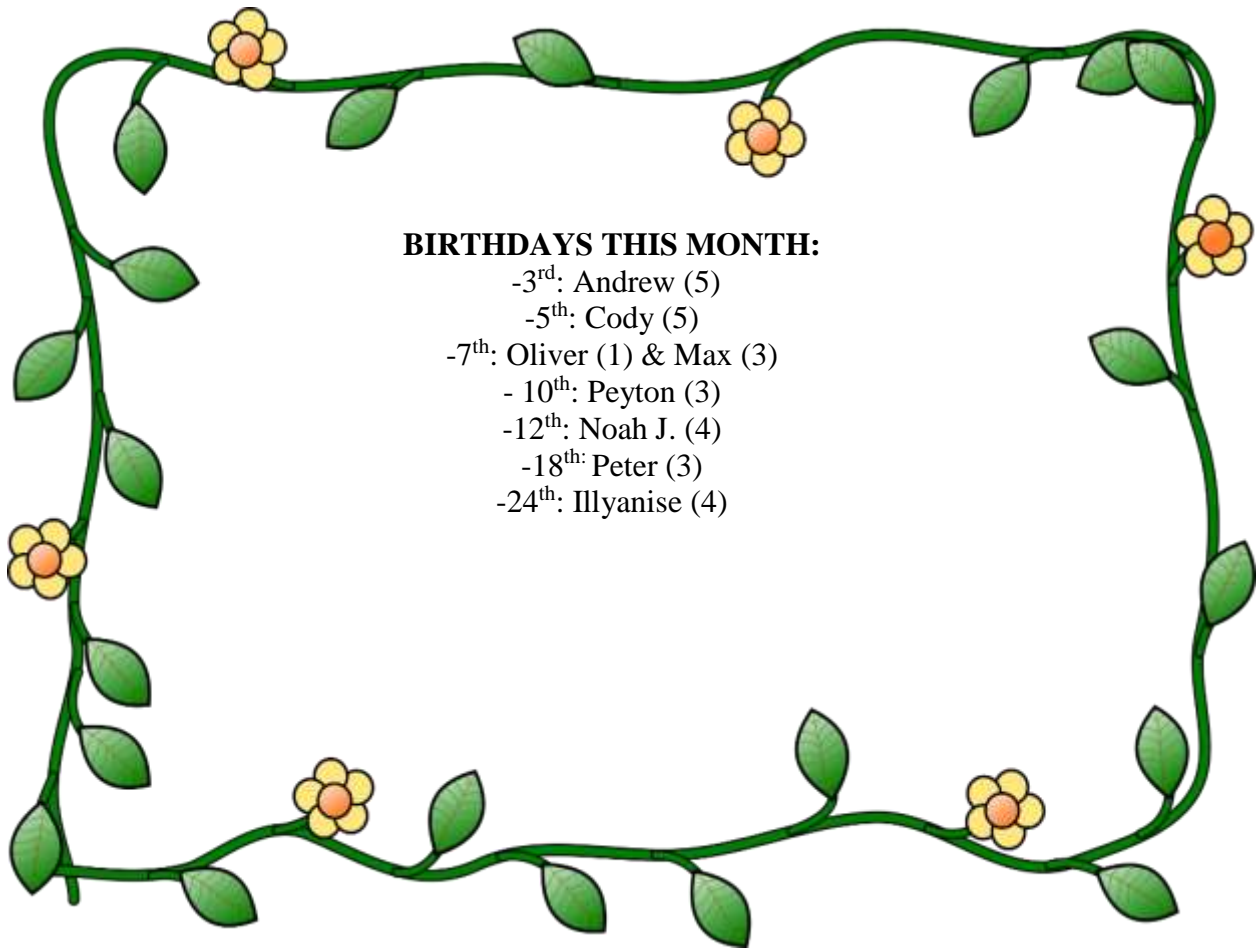 BIRTHDAYS THIS MONTH:
-3rd: Andrew (5)
-5th: Cody (5)
-7th: Oliver (1) & Max (3)
- 10th: Peyton (3)
-12th: Noah J. (4)
-18th: Peter (3)
-24th: Illyanise (4)